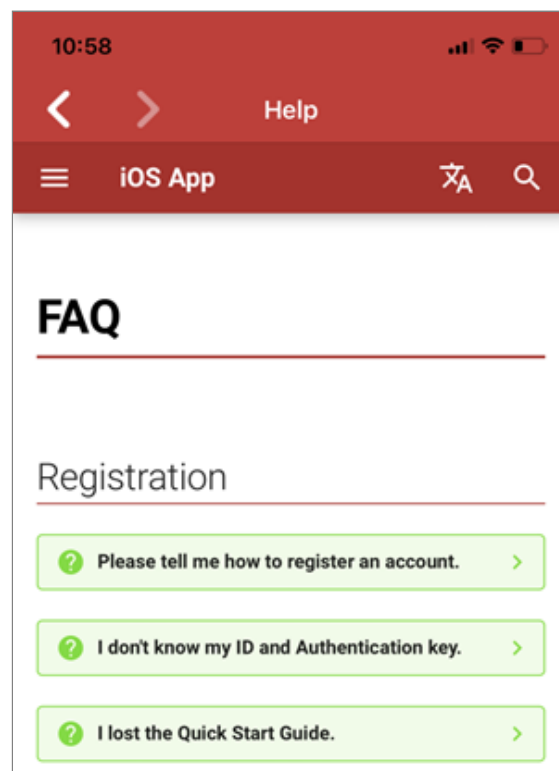 10:58
Help
iOS App
FAQ
Registration
Please tell me how to register an account.
I don't know my ID and Authentication key.
I lost the Quick Start Guide.